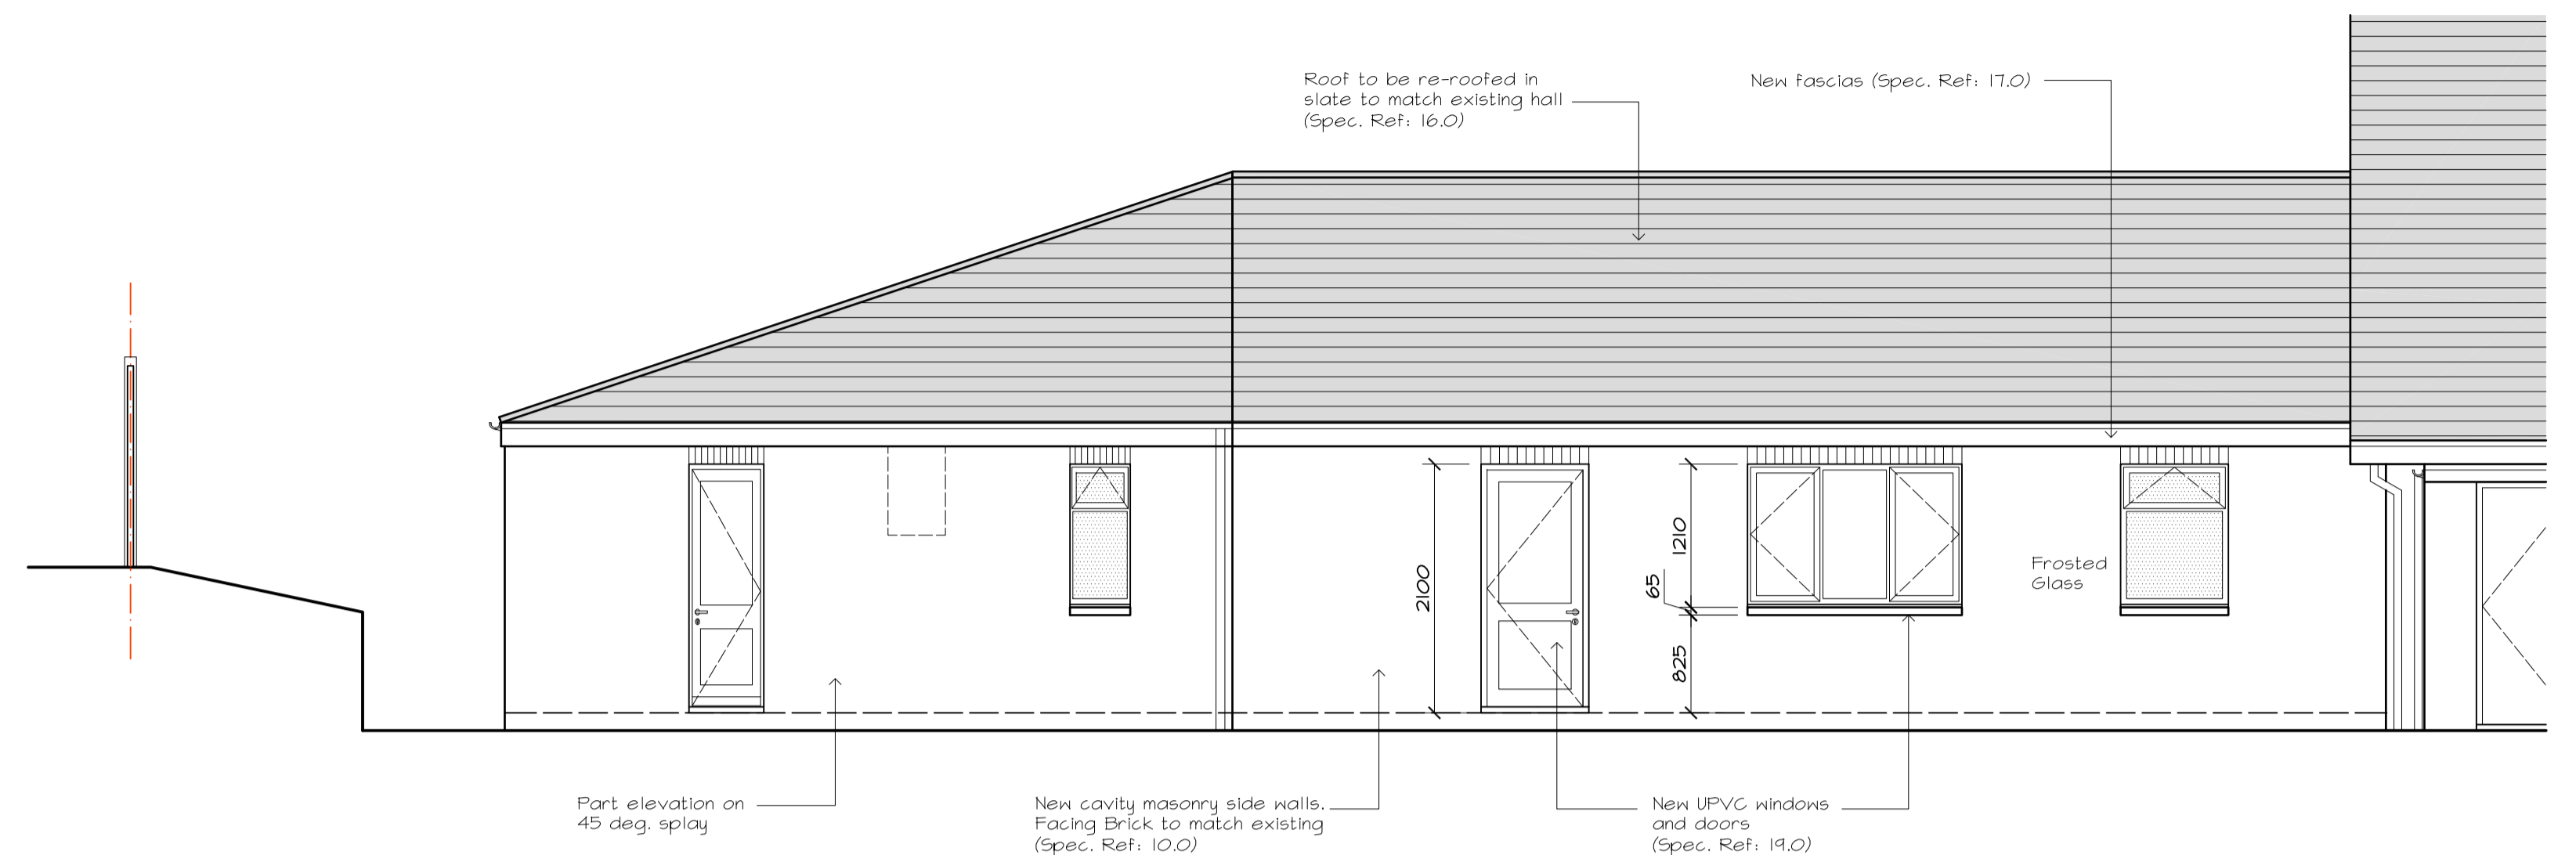 Roof to be re-roofed in
slate to match existing hall
(Spec. Ref: 16.0)
New fascias (Spec. Ref: 17.0)
2100
1210
65
825
Frosted
Glass
Part elevation on
45 deg. splay
New cavity masonry side walls.
Facing Brick to match existing
(Spec. Ref: 10.0)
New UPVC windows
and doors
(Spec. Ref: 19.0)